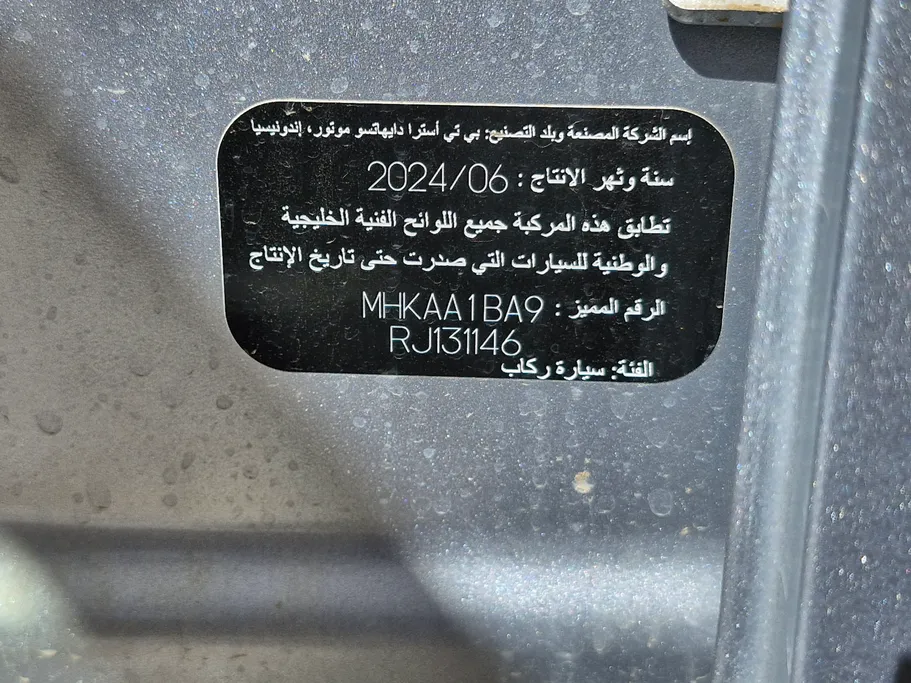 إسم الشركة المصنعة وبلد التصنيع: بي تي أسترا دايهاتسو موتور، إندونيسيا
سنة وشهر الانتاج : 2024/06
تطابق هذه المركبة جميع اللوائح الفنية الخليجية
والوطنية للسيارات التي صدرت حتى تاريخ الإنتاج
الرقم المميز : MHKAA1BA9
RJ131146
الفئة: سيارة ركاب